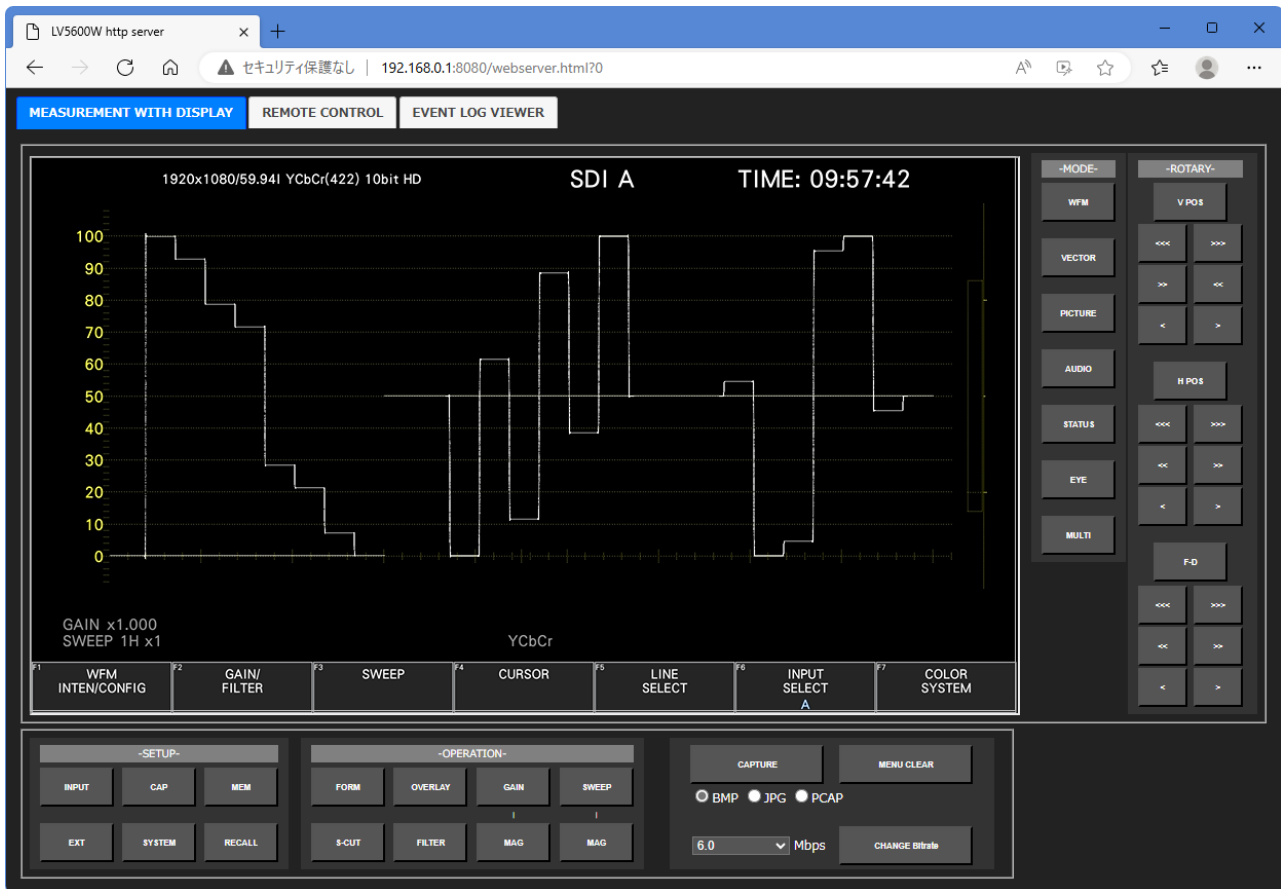 LV5600W http server
セキュリティ保護なし | 192.168.0.1:8080/webserver.html?0
MEASUREMENT WITH DISPLAY REMOTE CONTROL EVENT LOG VIEWER
1920x1080/59.94I YCbCr(422) 10bit HD SDI A TIME: 09:57:42
100
90
80
70
60
50
40
30
20
10
0
GAIN x1.000
SWEEP 1H x1
YCbCr
F1 WFM
INTEN/CONFIG
F2 GAIN/
FILTER
F3 SWEEP
F4 CURSOR
F5 LINE
SELECT
F6 INPUT
SELECT
A
F7 COLOR
SYSTEM
-MODE-
WFM
VECTOR
PICTURE
AUDIO
STATUS
EYE
MULTI
-ROTARY-
V POS
<<< >>>
>> <<
< >
H POS
<<< >>>
<< >>
< >
F-D
<<< >>>
<< >>
< >
-SETUP-
INPUT CAP MEM
EXT SYSTEM RECALL
-OPERATION-
FORM OVERLAY GAIN SWEEP
S-CUT FILTER MAG MAG
CAPTURE MENU CLEAR
BMP JPG PCAP
6.0 Mbps CHANGE Bitrate